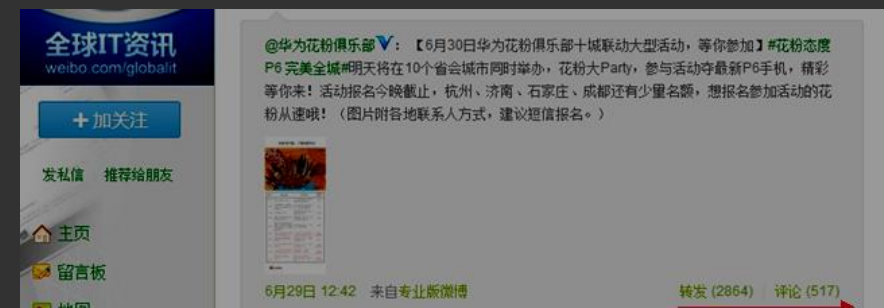 全球IT资讯
weibo.com/globalit
+加关注
发私信 推荐给朋友
主页
留言板
@华为花粉俱乐部V：【6月30日华为花粉俱乐部十城联动大型活动，等你参加】#花粉态度
P6 完美全城#明天将在10个省会城市同时举办，花粉大Party，参与活动夺最新P6手机，精彩
等你来！活动报名今晚截止，杭州、济南、石家庄、成都还有少量名额，想报名参加活动的花
粉从速哦！（图片附各地联系人方式，建议短信报名。）
6月29日 12:42 来自专业版微博
转发 (2864) 评论 (517)